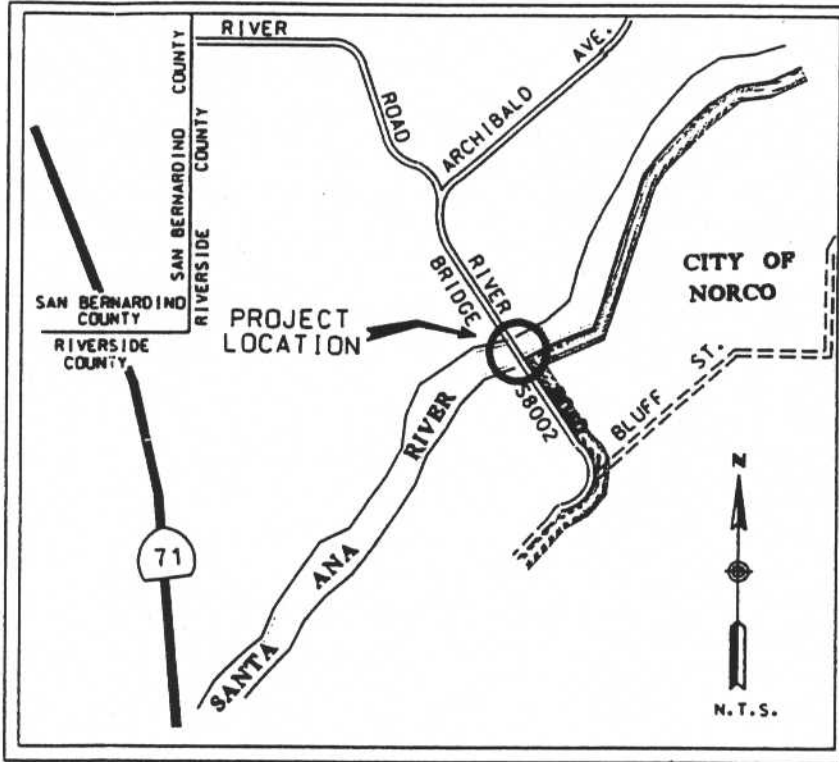 RIVER
ROAD
ARCHIBALD AVE.
SAN BERNARDINO COUNTY
RIVERSIDE COUNTY
SAN BERNARDINO
COUNTY
RIVERSIDE
COUNTY
PROJECT
LOCATION
RIVER
BRIDGE
S8002
CITY OF
NORCO
BLUFF ST.
SANTA ANA RIVER
71
N
N.T.S.